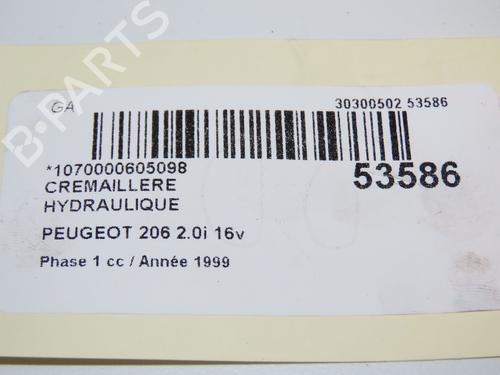 GA
30300502 53586
*1070000605098
CREMAILLERE
HYDRAULIQUE
53586
PEUGEOT 206 2.0i 16v
Phase 1 cc / Année 1999
B-PARTS